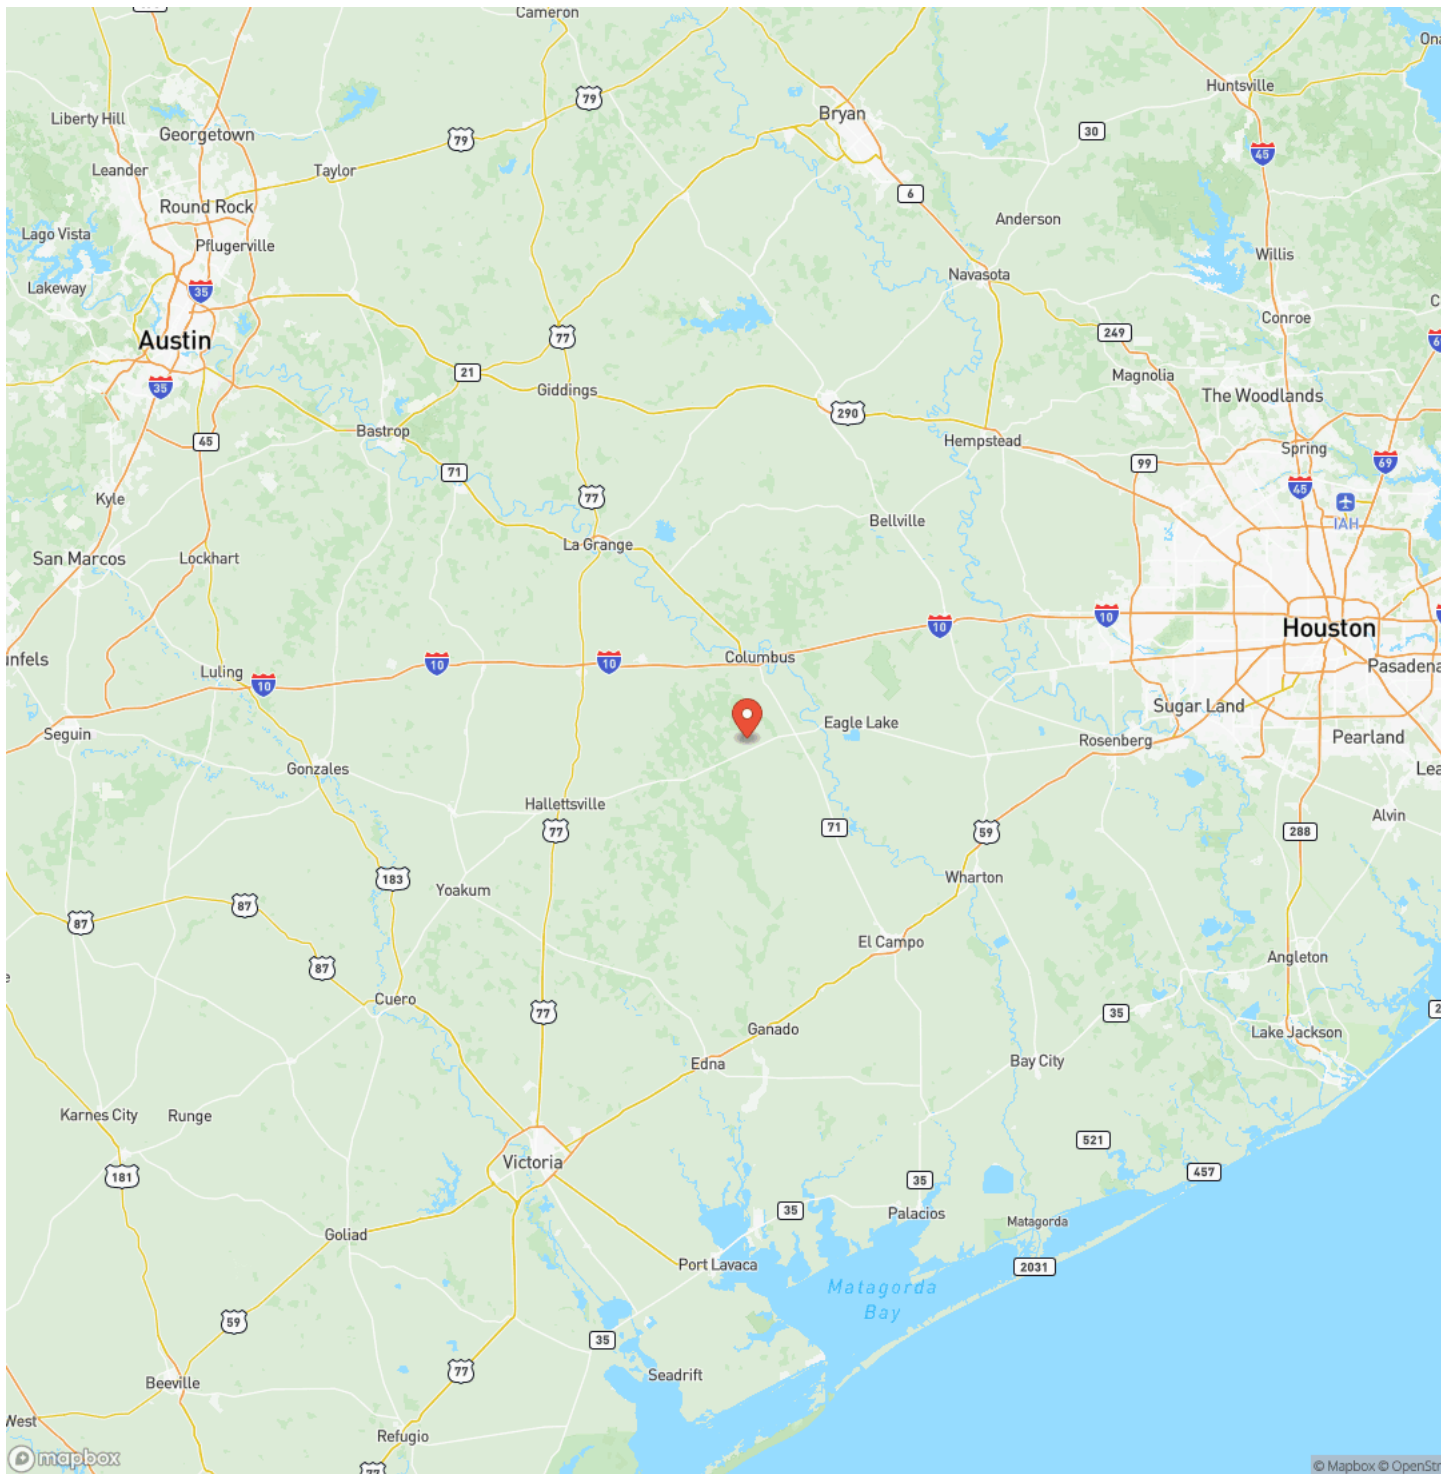 Cameron
79
Huntsville
Liberty Hill
Bryan
Georgetown
79
30
45
Leander
Taylor
6
Round Rock
Anderson
Lago Vista
Pflugerville
Willis
Lakeway
35
Navasota
Conroe
Austin
77
249
21
Magnolia
35
Giddings
The Woodlands
290
Bastrop
45
Hempstead
Spring
71
99
69
Kyle
77
45
IAH
Bellville
La Grange
San Marcos
Lockhart
10
10
Houston
unfels
Luling
10
10
Columbus
Pasadena
10
Sugar Land
Eagle Lake
Seguin
Rosenberg
Pearland
Gonzales
Lea
Hallettsville
Alvin
77
71
59
288
183
Wharton
Yoakum
87
87
El Campo
Angleton
87
Cuero
77
35
Ganado
Lake Jackson
Edna
Bay City
Karnes City
Runge
521
Victoria
181
457
35
35
Palacios
Matagorda
Goliad
Port Lavaca
2031
Matagorda
Bay
59
35
77
Seadrift
Beeville
West
Refugio
mapbox
77
© Mapbox © OpenStr